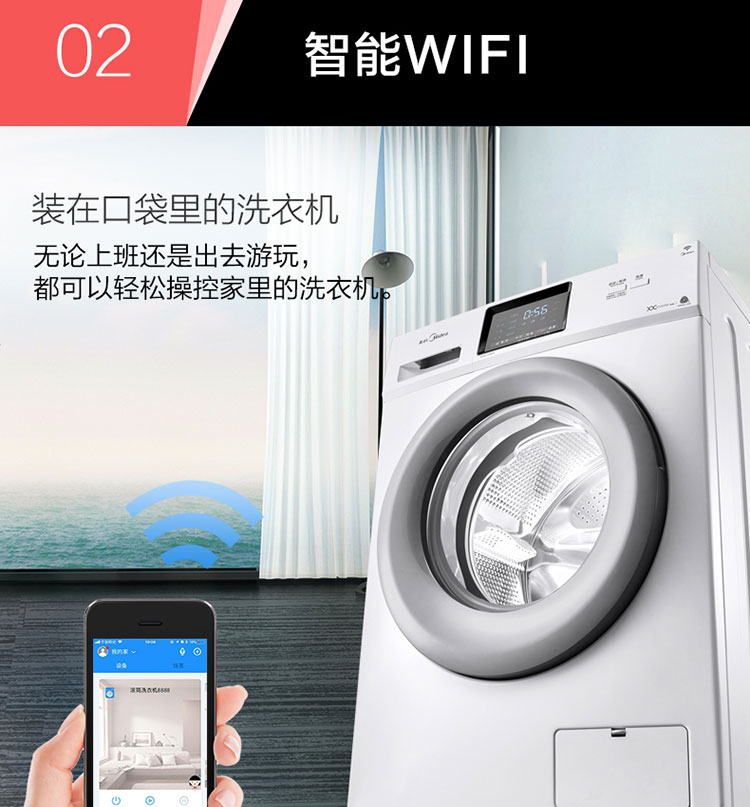 02
智能WIFI
装在口袋里的洗衣机
无论上班还是出去游玩，
都可以轻松操控家里的洗衣机。
0:56
Midea
我的家
设备
滚筒洗衣机8888